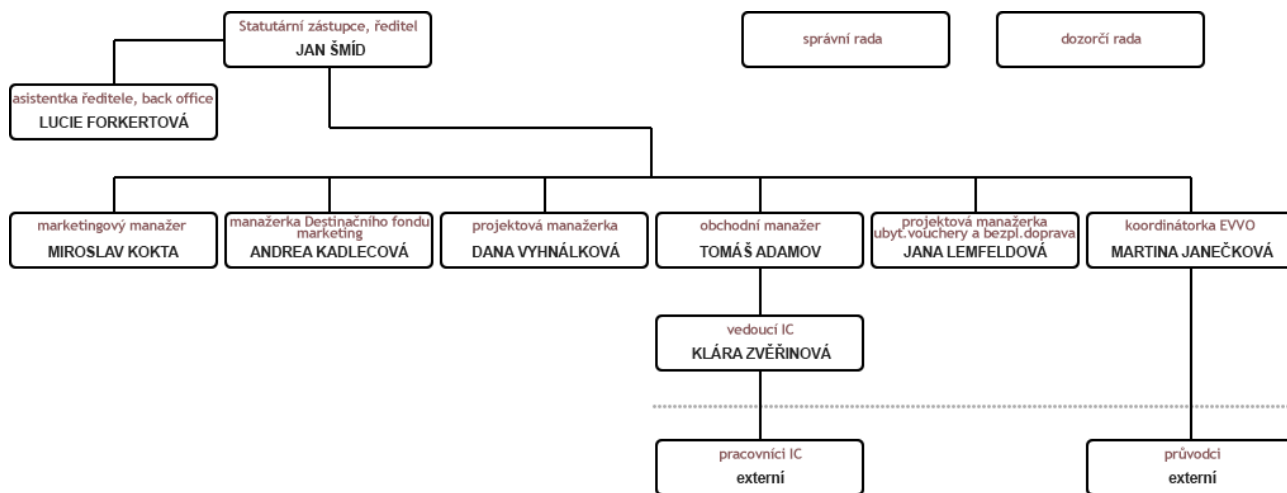 Statutární zástupce, ředitel
JAN ŠMÍD
správní rada
dozorčí rada
asistentka ředitele, back office
LUCIE FORKERTOVÁ
marketingový manažer
MIROSLAV KOKTA
manažerka Destinačního fondu
marketing
ANDREA KADLECOVÁ
projektová manažerka
DANA VYHNÁLKOVÁ
obchodní manažer
TOMÁŠ ADAMOV
projektová manažerka
ubyt.vouchery a bezpl.doprava
JANA LEMFELDOVÁ
koordinátorka EVVO
MARTINA JANEČKOVÁ
vedoucí IC
KLÁRA ZVĚŘINOVÁ
pracovníci IC
externí
průvodci
externí